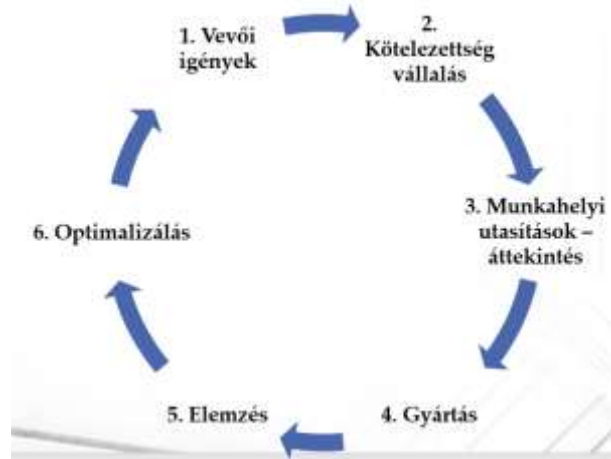 1. Vevői
igények
2.
Kötelezettség
vállalás
3. Munkahelyi
utasítások –
áttekintés
4. Gyártás
5. Elemzés
6. Optimalizálás